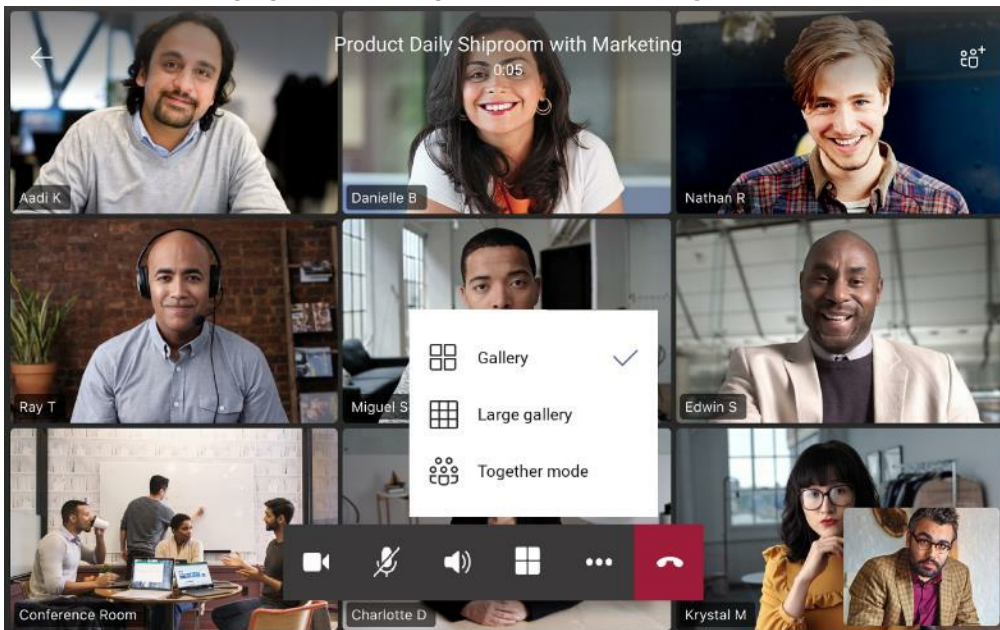 Product Daily Shiproom with Marketing
0:05
Aadi K
Danielle B
Nathan R
Ray T
Miguel S
Edwin S
Gallery
Large gallery
Together mode
Conference Room
Charlotte D
Krystal M